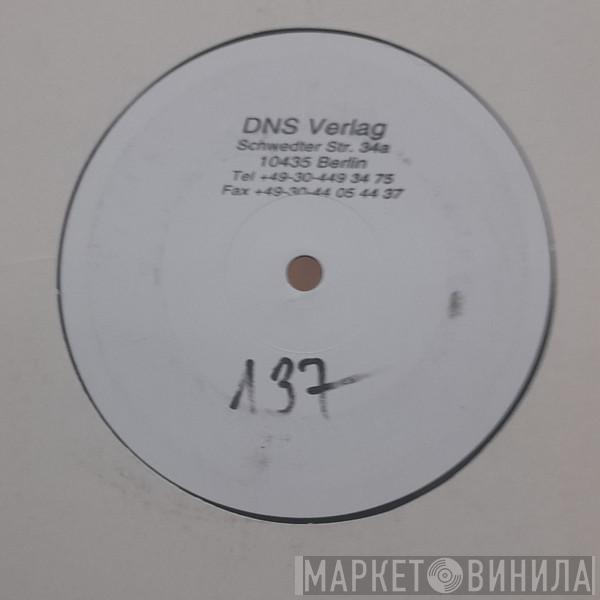 DNS Verlag
Schwedter Str. 34a
10435 Berlin
Tel +49-30-449 34 75
Fax +49-30-44 05 44 37
137
МАРКЕТ ВИНИЛА